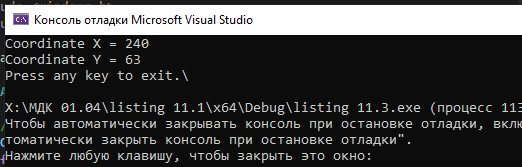 Консоль отладки Microsoft Visual Studio
Coordinate X = 240
Coordinate Y = 63
Press any key to exit.\
X:\МДК 01.04\listing 11.1\x64\Debug\listing 11.3.exe (процесс 113
Чтобы автоматически закрывать консоль при остановке отладки, вклю
томатически закрыть консоль при остановке отладки".
Нажмите любую клавишу, чтобы закрыть это окно: